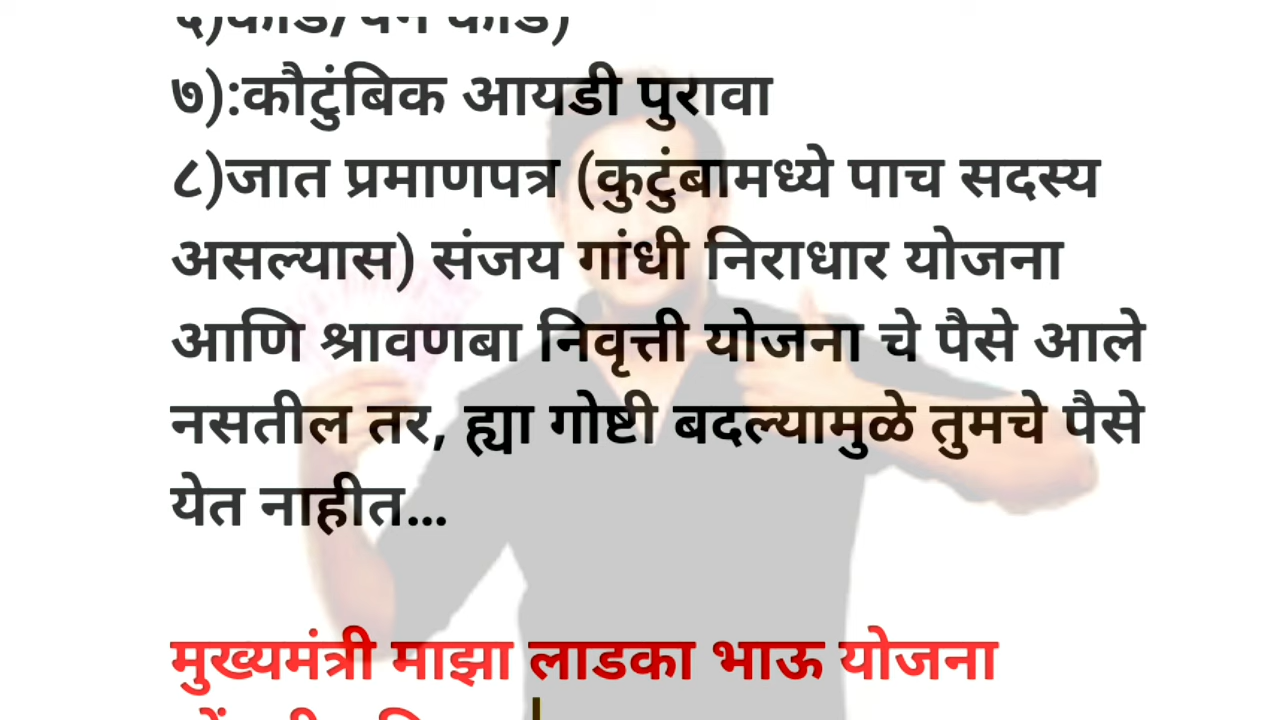 ७):कौटुंबिक आयडी पुरावा
८)जात प्रमाणपत्र (कुटुंबामध्ये पाच सदस्य
असल्यास) संजय गांधी निराधार योजना
आणि श्रावणबा निवृत्ती योजना चे पैसे आले
नसतील तर, ह्या गोष्टी बदल्यामुळे तुमचे पैसे
येत नाहीत...
मुख्यमंत्री माझा लाडका भाऊ योजना